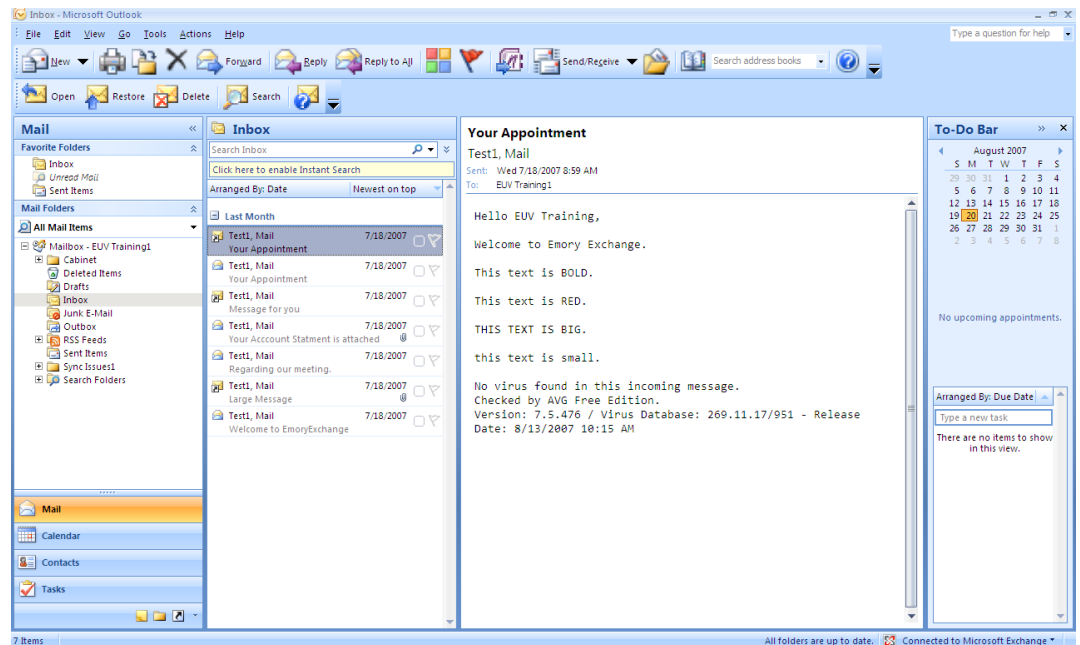 Inbox - Microsoft Outlook
File Edit View Go Tools Actions Help
Type a question for help
New Forward Reply Reply to All Send/Receive Search address books
Open Restore Delete Search
Mail
Favorite Folders
Inbox
Unread Mail
Sent Items
Mail Folders
All Mail Items
Mailbox - EUV Training1
Cabinet
Deleted Items
Drafts
Inbox
Junk E-Mail
Outbox
RSS Feeds
Sent Items
Sync Issues1
Search Folders
Mail
Calendar
Contacts
Tasks
Inbox
Search Inbox
Click here to enable Instant Search
Arranged By: Date Newest on top
Last Month
Test1, Mail 7/18/2007
Your Appointment
Test1, Mail 7/18/2007
Your Appointment
Test1, Mail 7/18/2007
Message for you
Test1, Mail 7/18/2007
Your Acccount Statment is attached
Test1, Mail 7/18/2007
Regarding our meeting.
Test1, Mail 7/18/2007
Large Message
Test1, Mail 7/18/2007
Welcome to EmoryExchange
Your Appointment
Test1, Mail
Sent: Wed 7/18/2007 8:59 AM
To: EUV Training1
Hello EUV Training,
Welcome to Emory Exchange.
This text is BOLD.
This text is RED.
THIS TEXT IS BIG.
this text is small.
No virus found in this incoming message.
Checked by AVG Free Edition.
Version: 7.5.476 / Virus Database: 269.11.17/951 - Release
Date: 8/13/2007 10:15 AM
To-Do Bar
August 2007
S M T W T F S
29 30 31 1 2 3 4
5 6 7 8 9 10 11
12 13 14 15 16 17 18
19 20 21 22 23 24 25
26 27 28 29 30 31 1
2 3 4 5 6 7 8
No upcoming appointments.
Arranged By: Due Date
Type a new task
There are no items to show
in this view.
7 Items
All folders are up to date. Connected to Microsoft Exchange